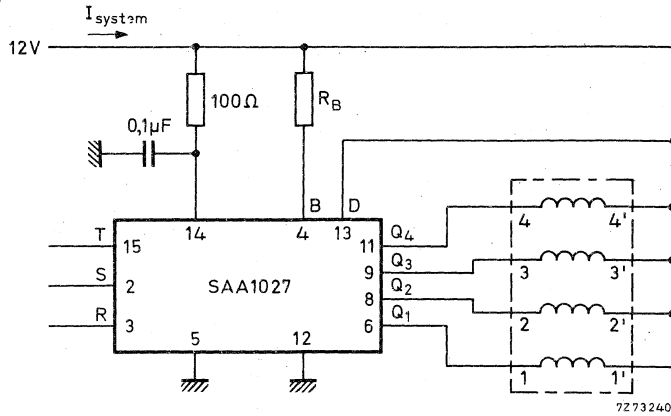 I system
12V
100Ω
R_B
0,1µF
B
D
14
4
13
4
4'
T
15
11
Q4
S
2
SAA1027
9
Q3
3
3'
8
Q2
R
3
6
Q1
2
2'
5
12
1
1'
7Z73240